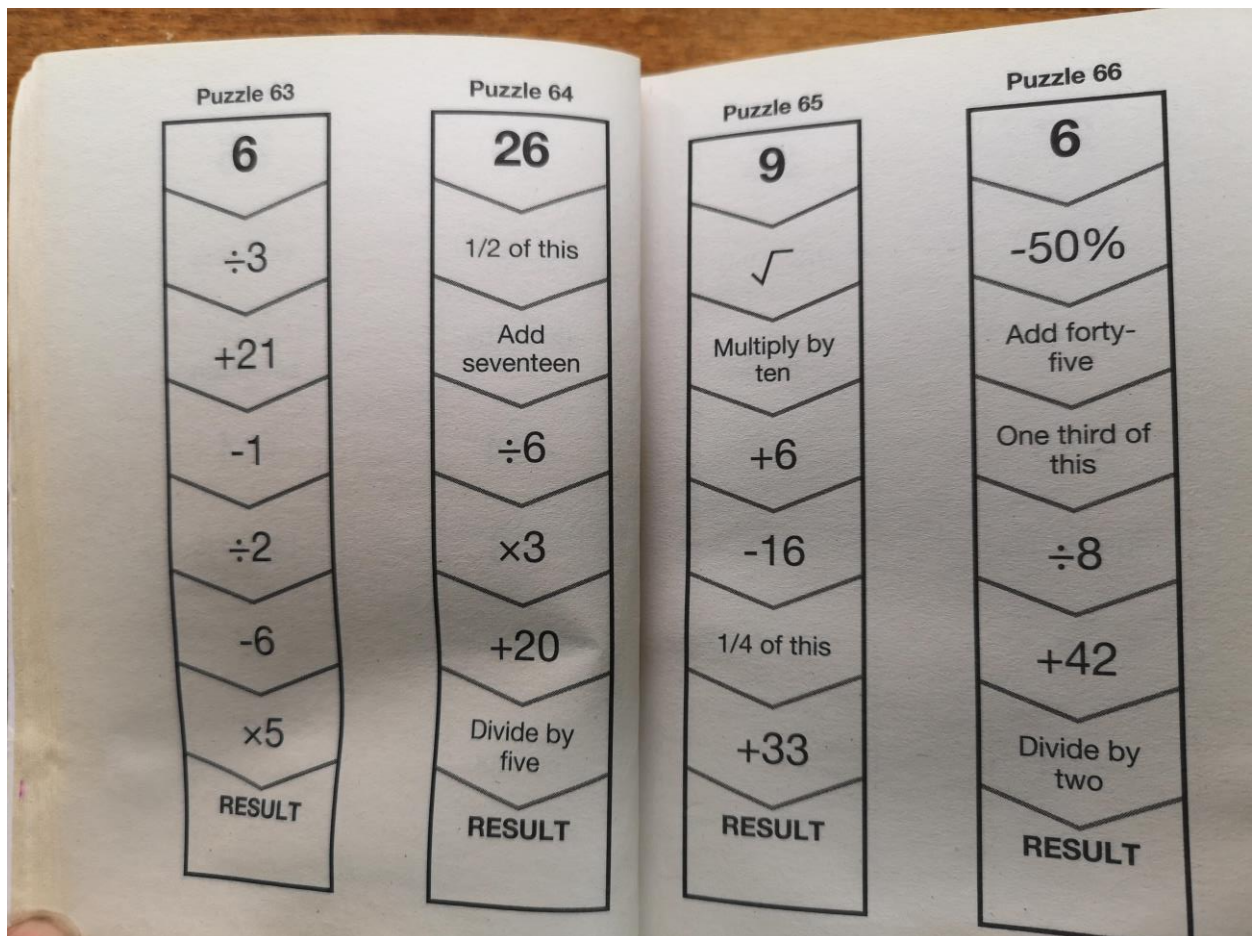 Puzzle 63
6
÷3
+21
-1
÷2
-6
×5
RESULT
Puzzle 64
26
1/2 of this
Add
seventeen
÷6
×3
+20
Divide by
five
RESULT
Puzzle 65
9
√
Multiply by
ten
+6
-16
1/4 of this
+33
RESULT
Puzzle 66
6
-50%
Add forty-
five
One third of
this
÷8
+42
Divide by
two
RESULT